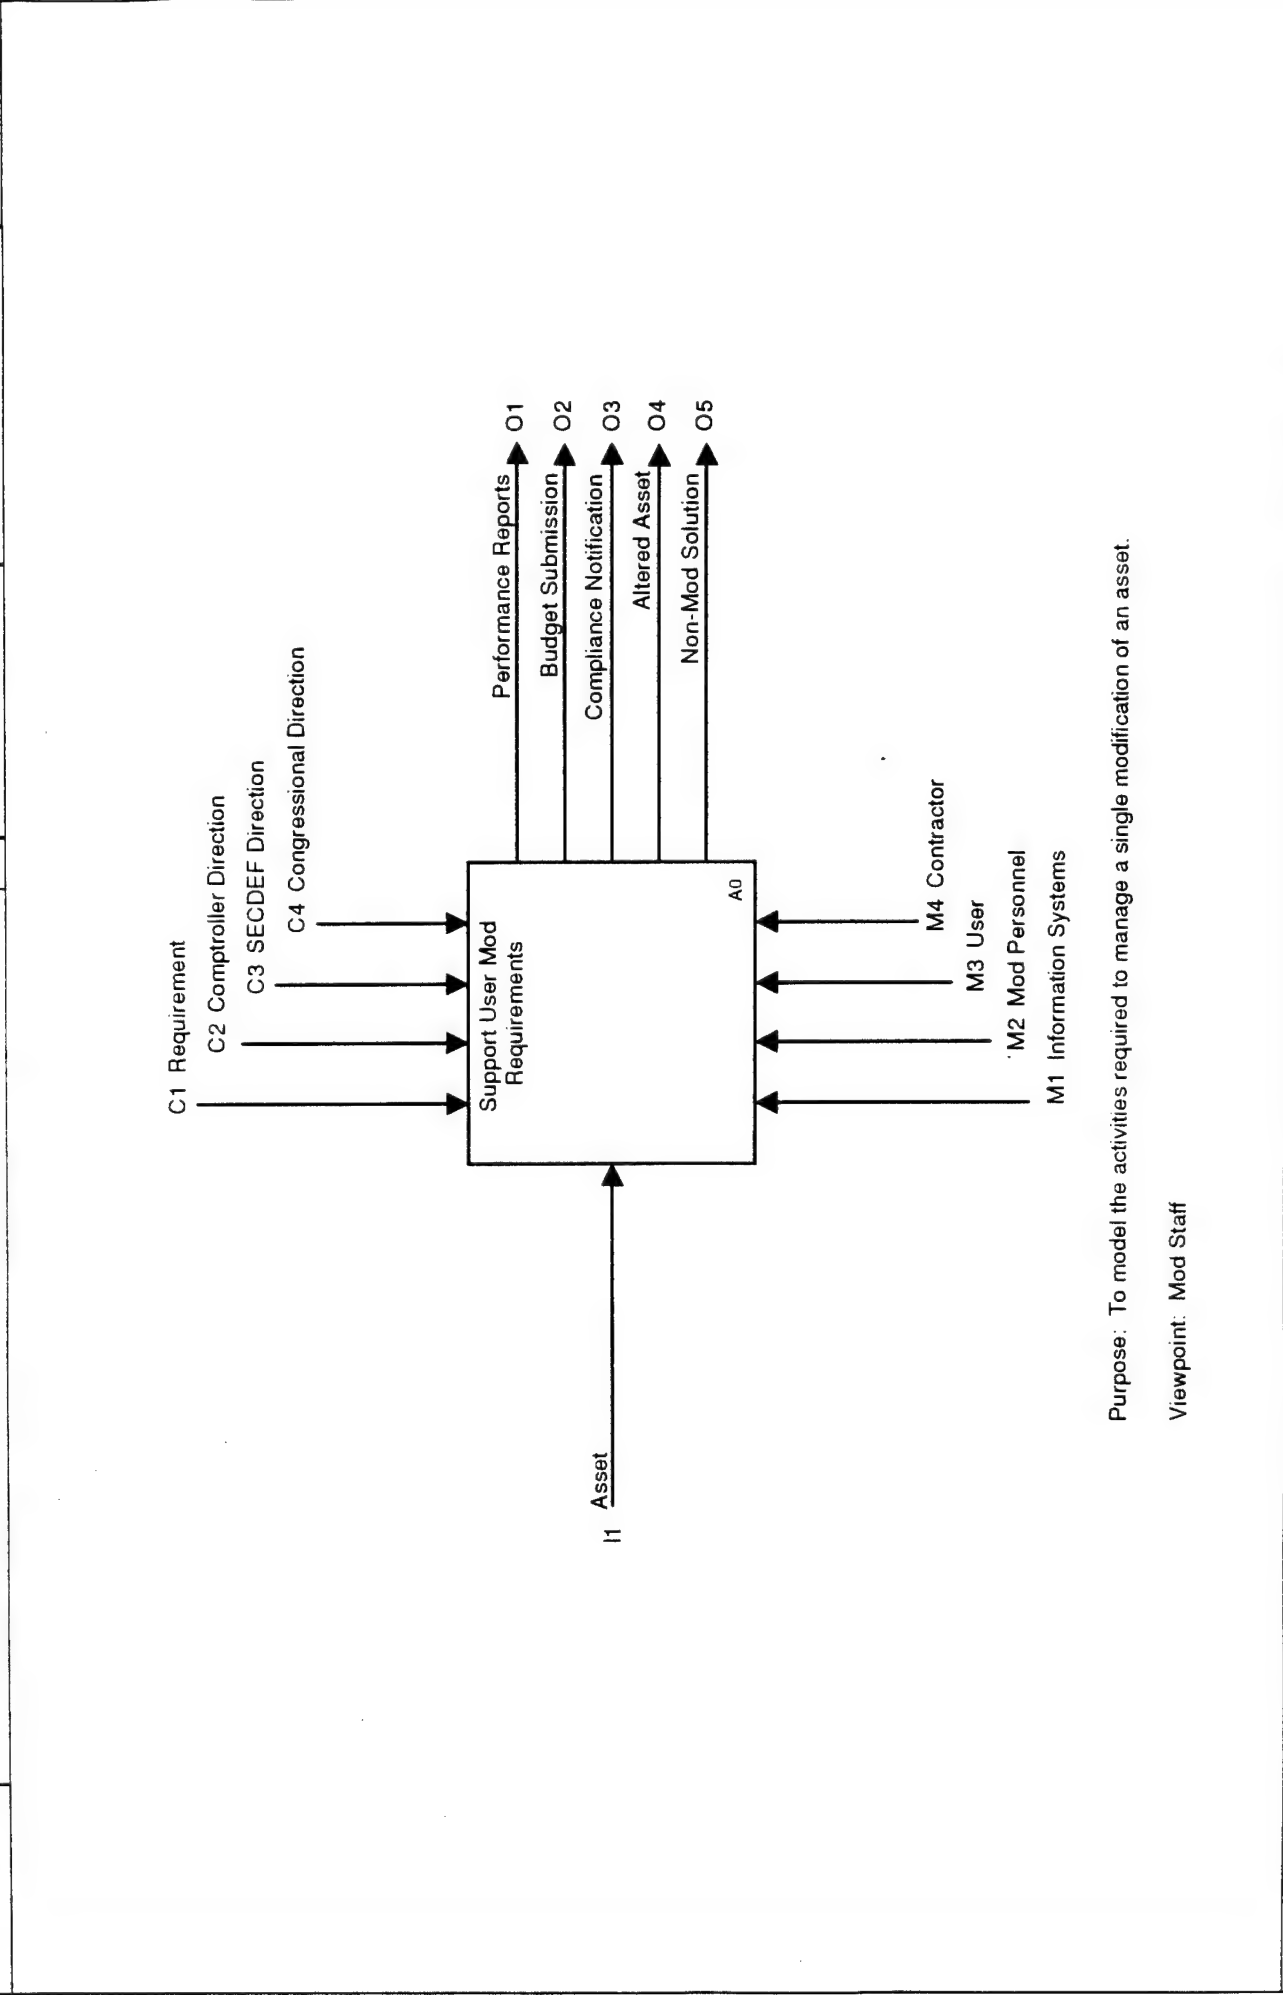 C1 Requirement
C2 Comptroller Direction
C3 SECDEF Direction
C4 Congressional Direction
I1 Asset
Support User Mod
Requirements
A0
Performance Reports O1
Budget Submission O2
Compliance Notification O3
Altered Asset O4
Non-Mod Solution O5
M4 Contractor
M3 User
M2 Mod Personnel
M1 Information Systems
Purpose: To model the activities required to manage a single modification of an asset.
Viewpoint: Mod Staff